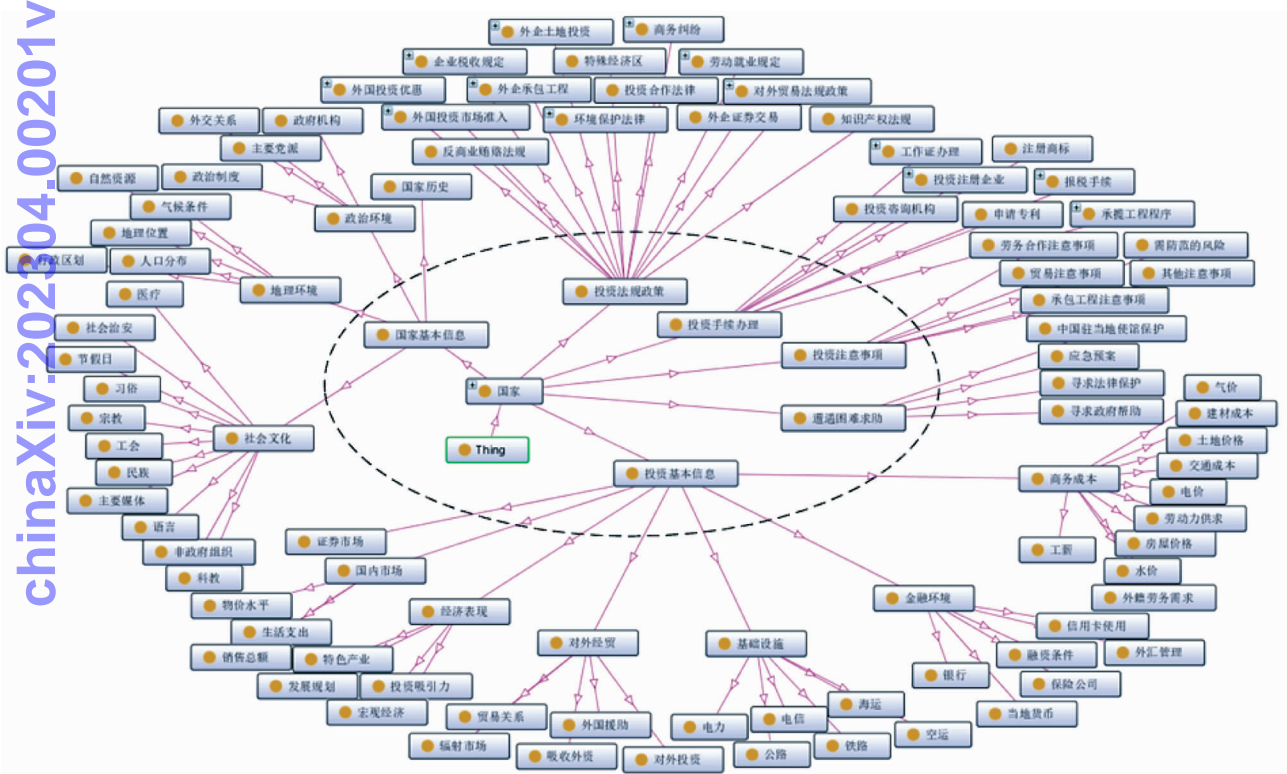 chinaXiv:202304.00201v
外企土地投资
商务纠纷
企业税收规定
特殊经济区
劳动就业规定
外国投资优惠
外企承包工程
投资合作法律
对外贸易法规政策
外国投资市场准入
环境保护法律
外企证券交易
知识产权法规
反商业贿赂法规
外交关系
政府机构
主要党派
自然资源
政治制度
国家历史
气候条件
政治环境
地理位置
行政区划
人口分布
医疗
地理环境
工作证办理
注册商标
投资注册企业
报税手续
投资咨询机构
申请专利
承揽工程程序
劳务合作注意事项
需防范的风险
贸易注意事项
其他注意事项
承包工程注意事项
中国驻当地使馆保护
应急预案
寻求法律保护
寻求政府帮助
投资法规政策
投资手续办理
国家基本信息
投资注意事项
国家
遭遇困难求助
Thing
投资基本信息
社会治安
节假日
习俗
宗教
工会
民族
主要媒体
语言
非政府组织
科教
社会文化
气价
建材成本
土地价格
交通成本
商务成本
电价
劳动力供求
工薪
房屋价格
水价
外籍劳务需求
证券市场
国内市场
物价水平
生活支出
销售总额
经济表现
特色产业
发展规划
投资吸引力
宏观经济
对外经贸
贸易关系
外国援助
辐射市场
吸收外资
对外投资
基础设施
电力
电信
海运
公路
铁路
空运
金融环境
信用卡使用
融资条件
外汇管理
银行
保险公司
当地货币